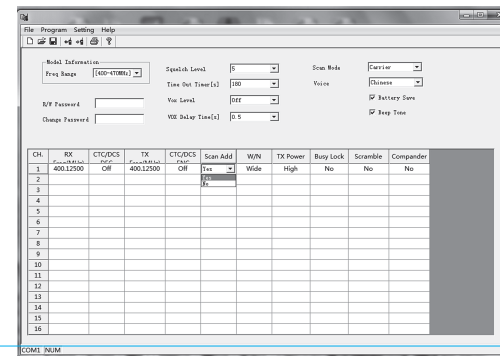 File Program Setting Help
Model Information
Freq Range [400-470MHz]
R/W Password
Change Password
Squelch Level 5
Time Out Timer[s] 180
Vox Level Off
VOX Delay Time[s] 0.5
Scan Mode Carrier
Voice Chinese
Battery Save
Beep Tone
CH. RX CTC/DCS TX CTC/DCS Scan Add W/N TX Power Busy Lock Scramble Compander
1 400.12500 Off 400.12500 Off Yes Wide High No No No
2 Yes
3 No
4
5
6
7
8
9
10
11
12
13
14
15
16
COM1 NUM